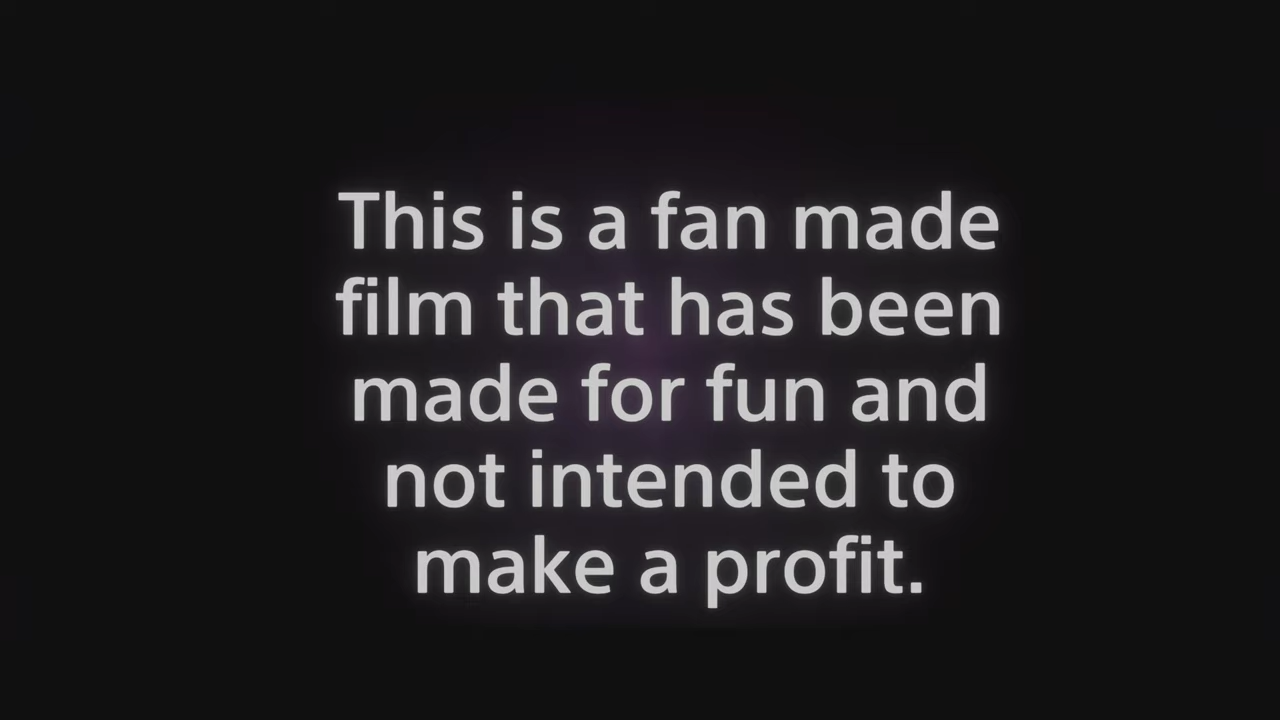 This is a fan made
film that has been
made for fun and
not intended to
make a profit.